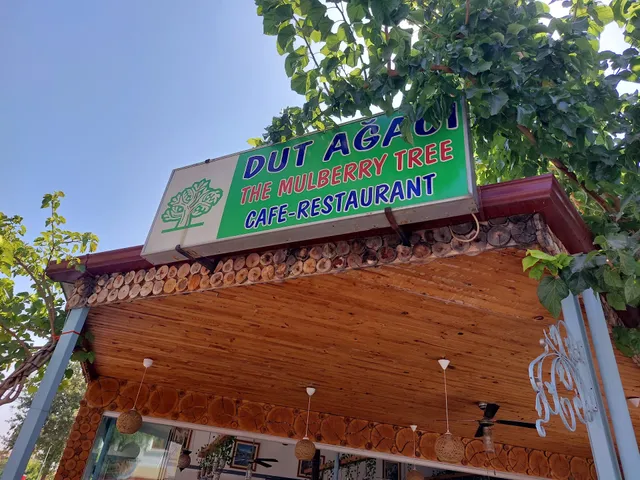 DUT AĞACI
THE MULBERRY TREE
CAFE-RESTAURANT